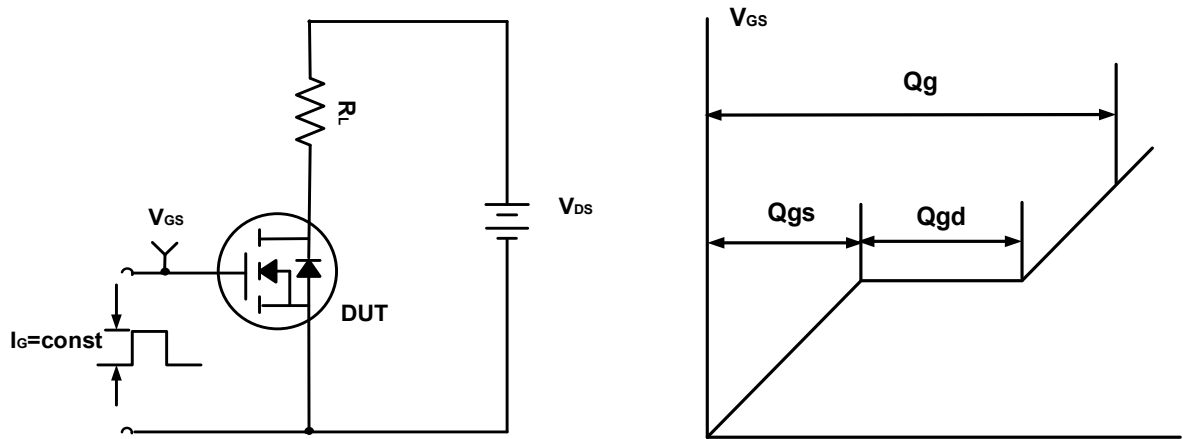 RL
VGS
VDS
DUT
IG=const
VGS
Qg
Qgs
Qgd